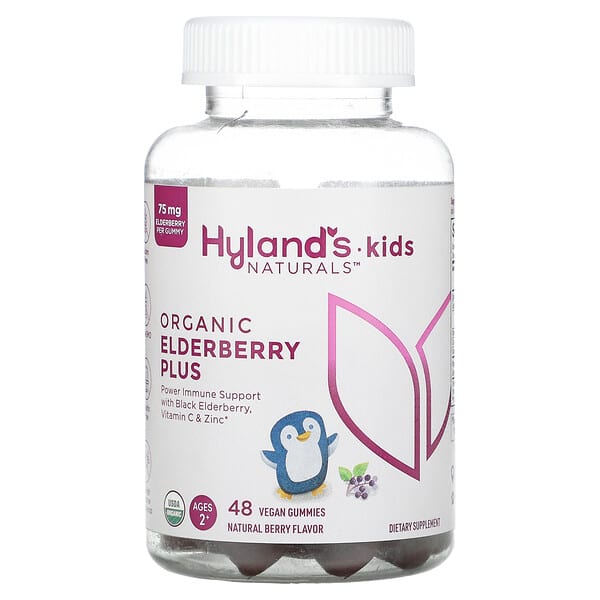 75 mg
ELDERBERRY
PER GUMMY
Hyland's · kids
NATURALS™
ORGANIC
ELDERBERRY
PLUS
Power Immune Support
with Black Elderberry,
Vitamin C & Zinc*
USDA
ORGANIC
AGES
2+
48 VEGAN GUMMIES
NATURAL BERRY FLAVOR
DIETARY SUPPLEMENT